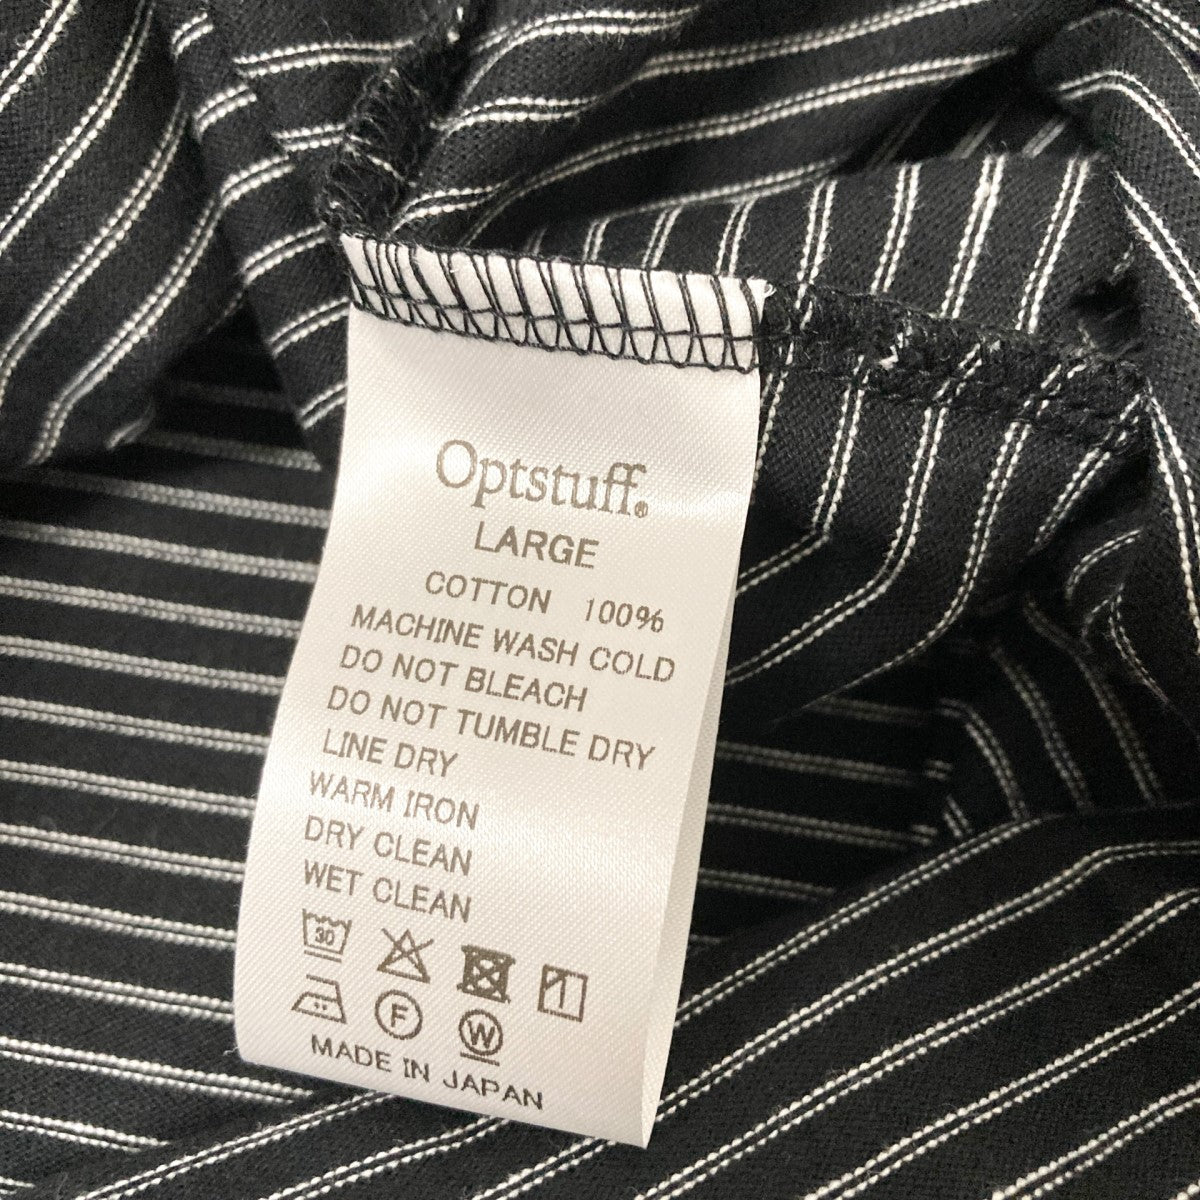 Optstuff®
LARGE
COTTON 100%
MACHINE WASH COLD
DO NOT BLEACH
DO NOT TUMBLE DRY
LINE DRY
WARM IRON
DRY CLEAN
WET CLEAN
30
F W
MADE IN JAPAN